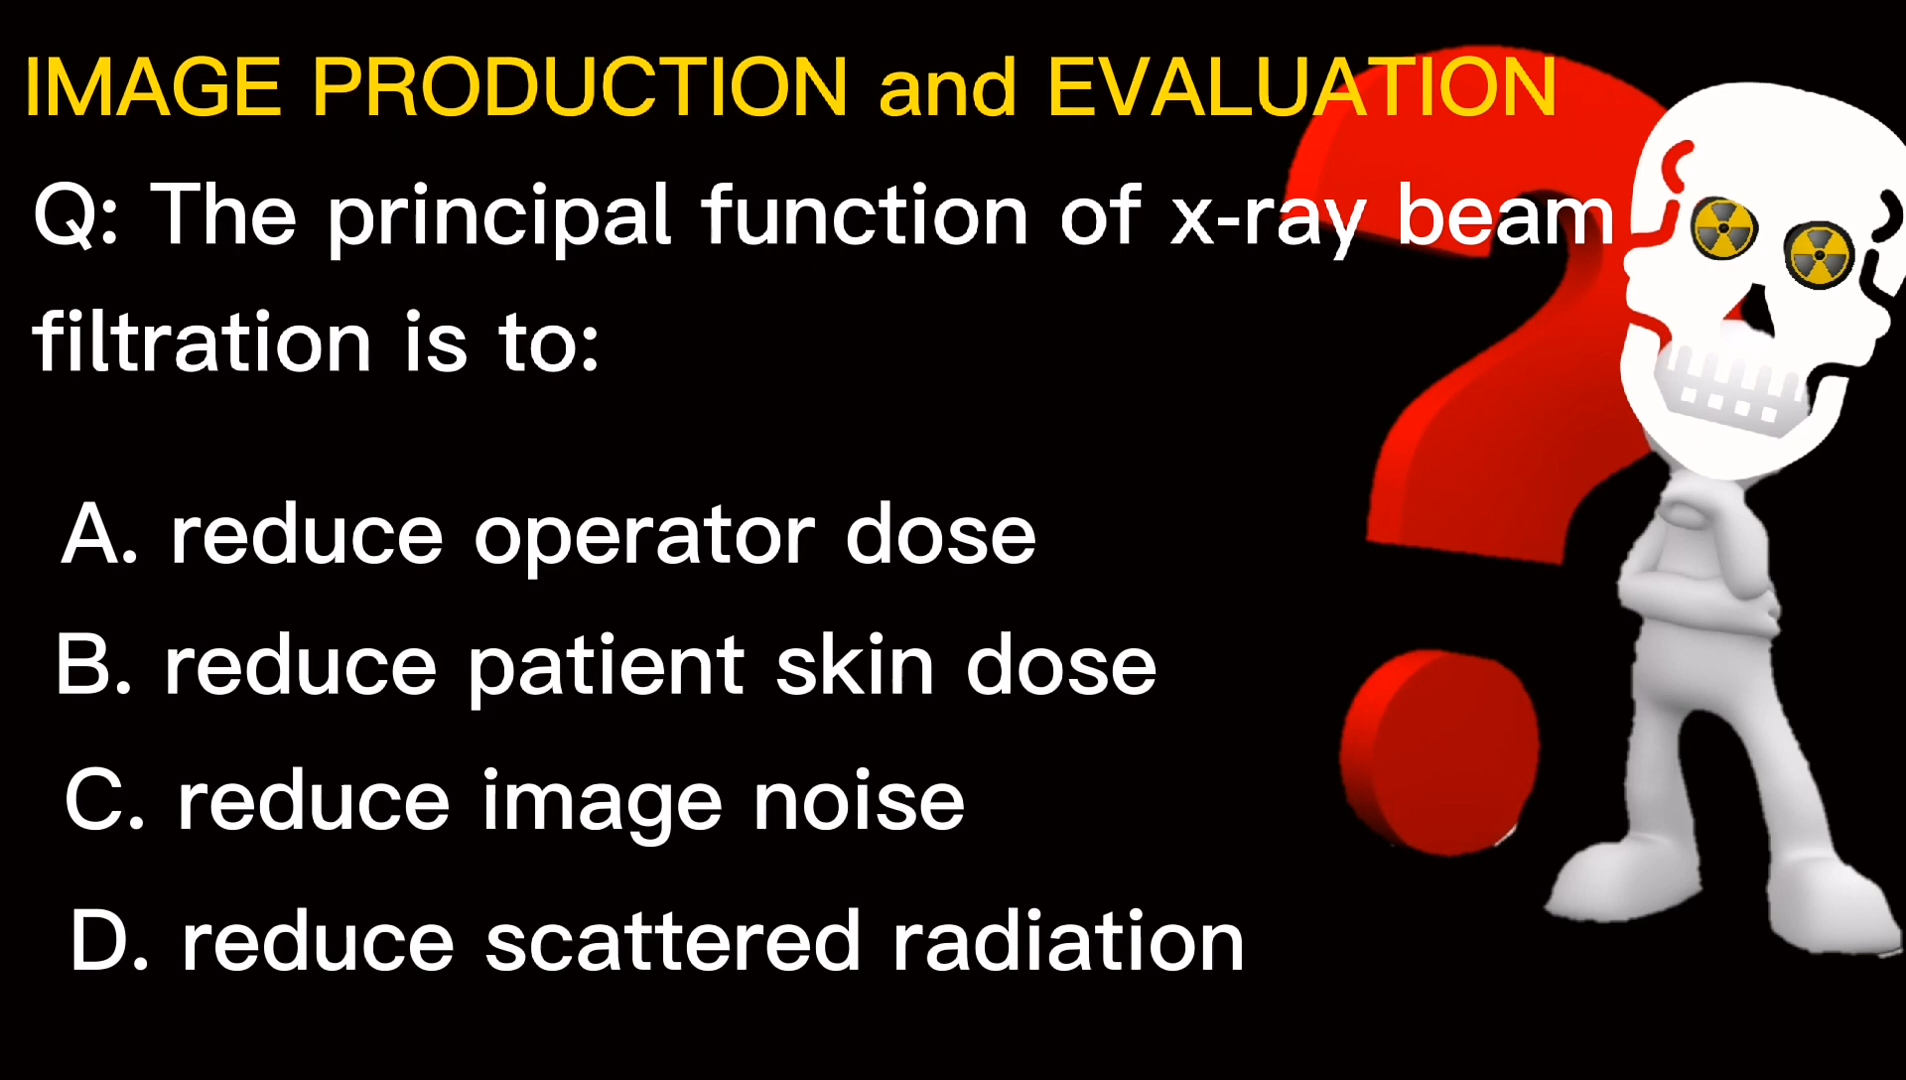 IMAGE PRODUCTION and EVALUATION
Q: The principal function of x-ray beam
filtration is to:
A. reduce operator dose
B. reduce patient skin dose
C. reduce image noise
D. reduce scattered radiation